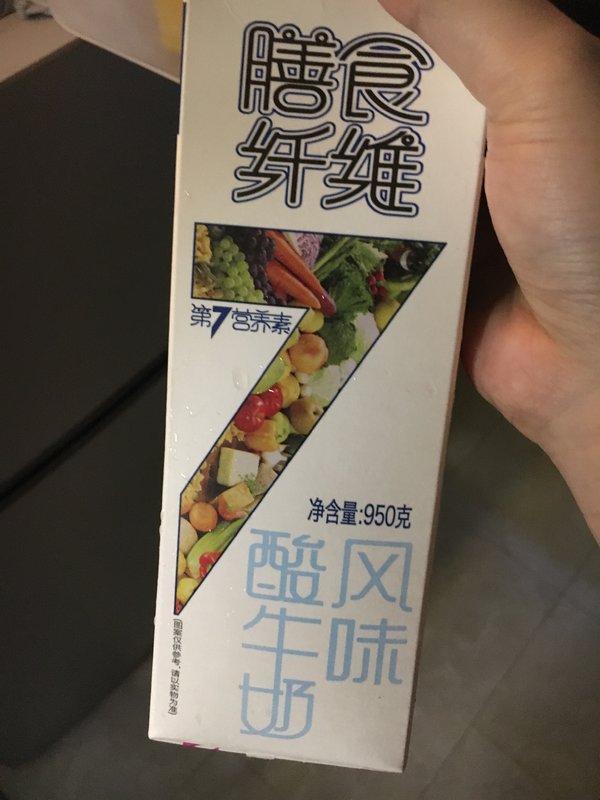 膳食
纤维
第7营养素
净含量:950克
风味
酸牛奶
(图案仅供参考,请以实物为准)